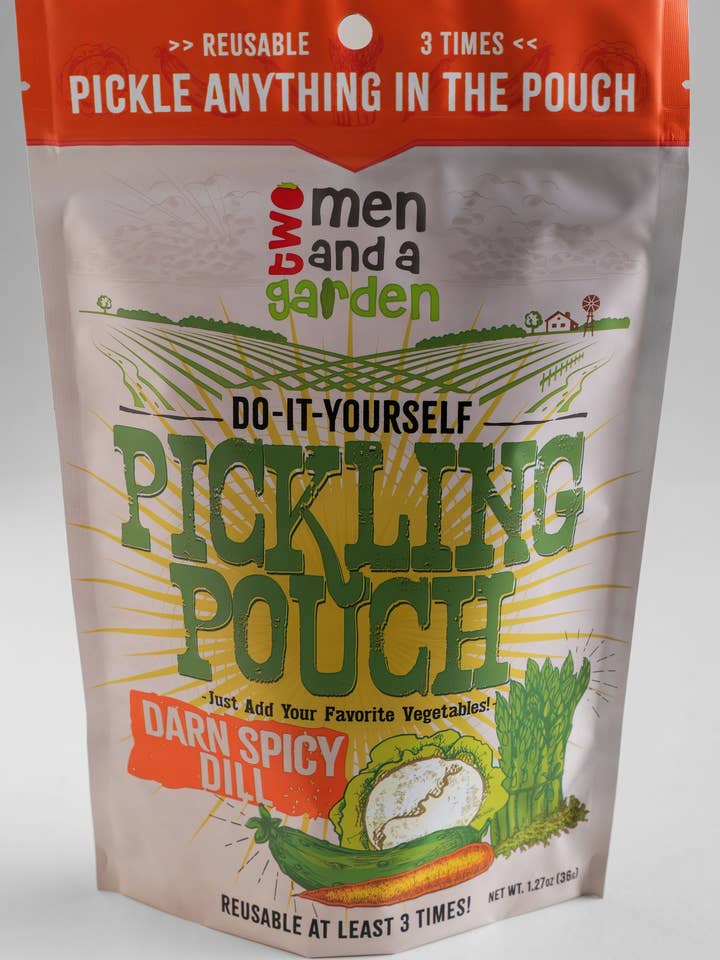 >> REUSABLE 3 TIMES <<
PICKLE ANYTHING IN THE POUCH
two men
and a
garden
DO-IT-YOURSELF
PICKLING
POUCH
-Just Add Your Favorite Vegetables!-
DARN SPICY
DILL
REUSABLE AT LEAST 3 TIMES!
NET WT. 1.27oz (36g)